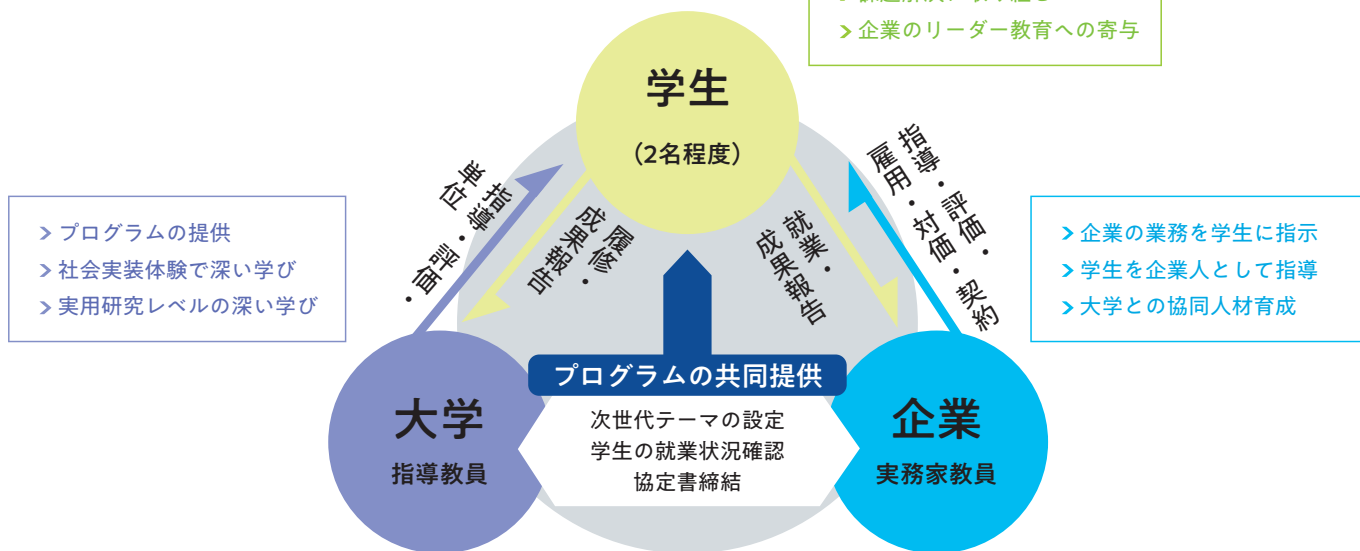 > 企業のリーダー教育への寄与
学生
（2名程度）
指導・評価・
単位
履修・
成果報告
就業・
成果報告
指導・評価・
雇用・対価・契約
> プログラムの提供
> 社会実装体験で深い学び
> 実用研究レベルの深い学び
> 企業の業務を学生に指示
> 学生を企業人として指導
> 大学との協同人材育成
プログラムの共同提供
次世代テーマの設定
学生の就業状況確認
協定書締結
大学
指導教員
企業
実務家教員